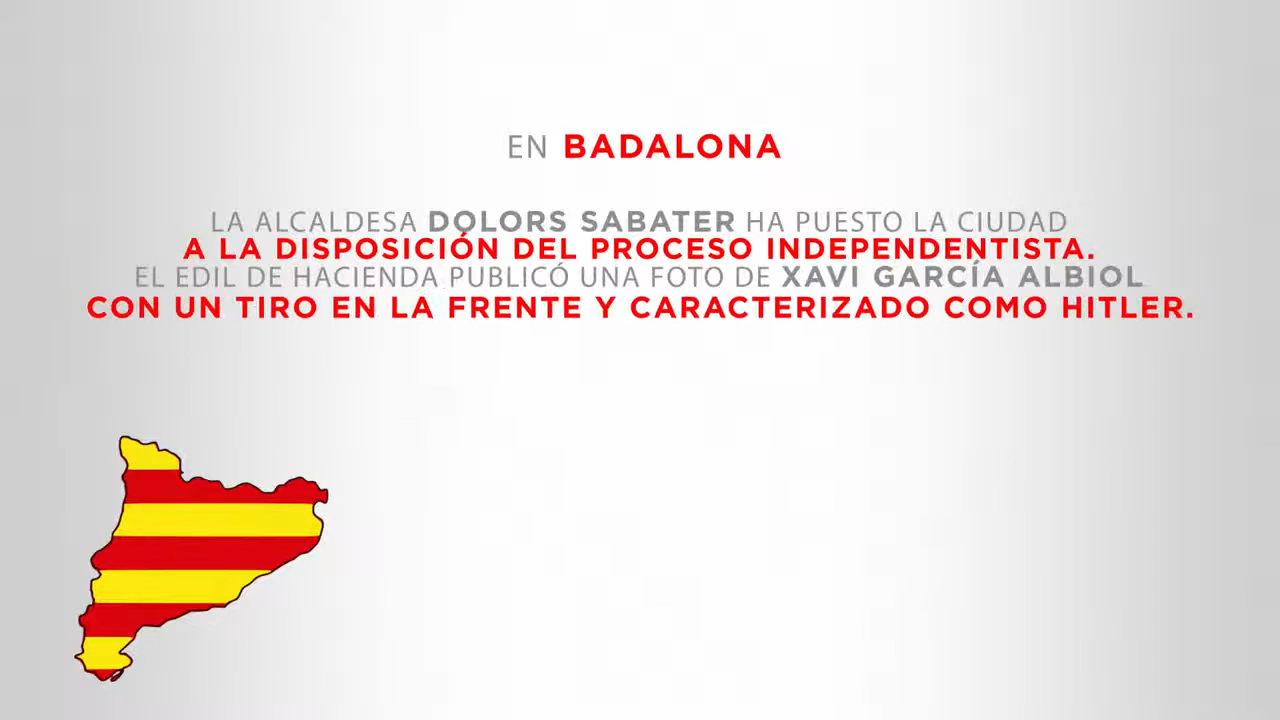 EN BADALONA
LA ALCALDESA DOLORS SABATER HA PUESTO LA CIUDAD
A LA DISPOSICIÓN DEL PROCESO INDEPENDENTISTA.
EL EDIL DE HACIENDA PUBLICÓ UNA FOTO DE XAVI GARCÍA ALBIOL
CON UN TIRO EN LA FRENTE Y CARACTERIZADO COMO HITLER.